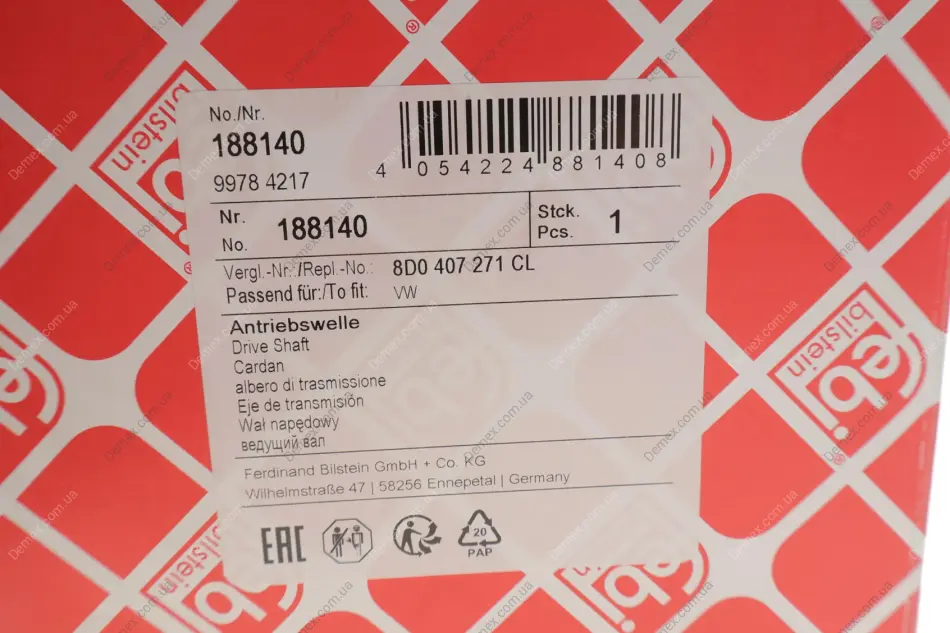 No./Nr.
188140
9978 4217
4 054224 881408
Nr.
No. 188140
Stck.
Pcs. 1
Vergl.-Nr.:/Repl.-No.: 8D0 407 271 CL
Passend für:/To fit: VW
Antriebswelle
Drive Shaft
Cardan
albero di trasmissione
Eje de transmisión
Wał napędowy
ведущий вал
Ferdinand Bilstein GmbH + Co. KG
Wilhelmstraße 47 | 58256 Ennepetal | Germany
EAC
20
PAP
febi
bilstein
bilstein
febi
bilstein
Demex.com.ua